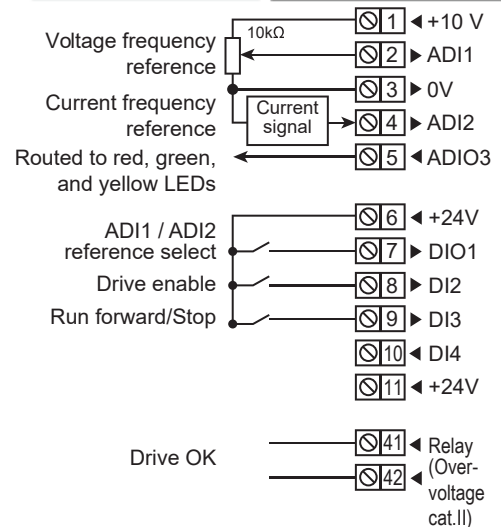 10kΩ
1 ◀ +10 V
Voltage frequency
reference
2 ▶ ADI1
3 ▶ 0V
Current frequency
reference
Current
signal
4 ▶ ADI2
Routed to red, green,
and yellow LEDs
5 ◀ ADIO3
6 ◀ +24V
ADI1 / ADI2
reference select
7 ▶ DIO1
Drive enable
8 ▶ DI2
Run forward/Stop
9 ▶ DI3
10 ◀ DI4
11 ◀ +24V
Drive OK
41 ◀ Relay
42 ◀ (Over-
voltage
cat.II)